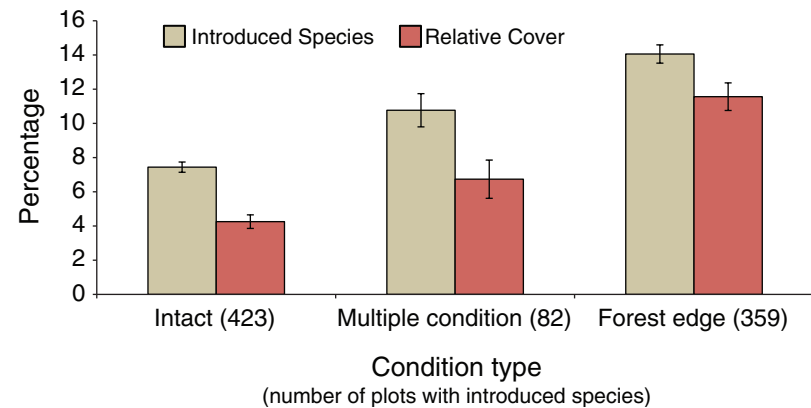 16
14
12
10
8
6
4
2
0
Percentage
Introduced Species
Relative Cover
Intact (423)
Multiple condition (82)
Forest edge (359)
Condition type
(number of plots with introduced species)